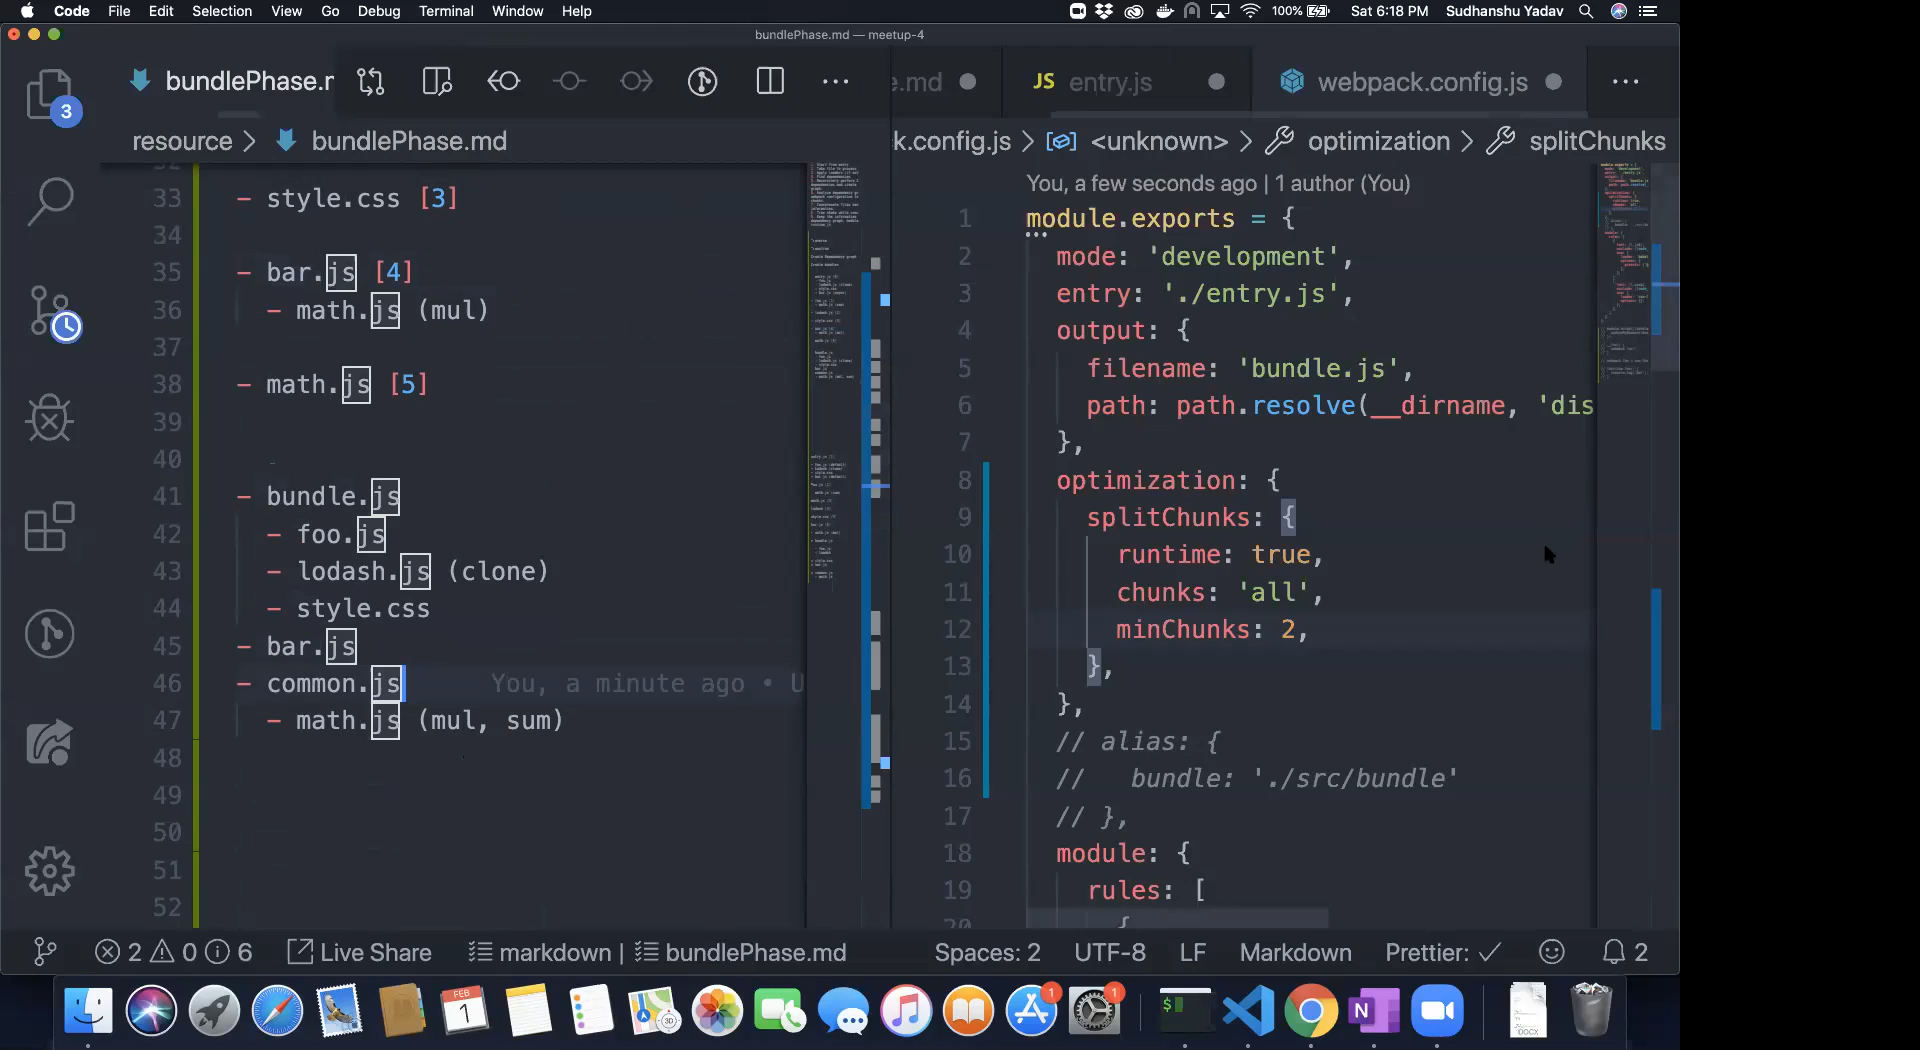 Code File Edit Selection View Go Debug Terminal Window Help
100% Sat 6:18 PM Sudhanshu Yadav
bundlePhase.md — meetup-4
bundlePhase.r
e.md
JS entry.js
webpack.config.js
3
resource > bundlePhase.md
k.config.js > <unknown> > optimization > splitChunks
33 - style.css [3]
34
35 - bar.js [4]
36 - math.js (mul)
37
38 - math.js [5]
39
40
41 - bundle.js
42 - foo.js
43 - lodash.js (clone)
44 - style.css
45 - bar.js
46 - common.js You, a minute ago • U
47 - math.js (mul, sum)
48
49
50
51
52
You, a few seconds ago | 1 author (You)
1 module.exports = {
2 mode: 'development',
3 entry: './entry.js',
4 output: {
5 filename: 'bundle.js',
6 path: path.resolve(__dirname, 'dis
7 },
8 optimization: {
9 splitChunks: {
10 runtime: true,
11 chunks: 'all',
12 minChunks: 2,
13 },
14 },
15 // alias: {
16 // bundle: './src/bundle'
17 // },
18 module: {
19 rules: [
20 {
2 0 6 Live Share markdown | bundlePhase.md Spaces: 2 UTF-8 LF Markdown Prettier: ✓ 2
FEB
1
3D
1
1
$
N
DOCX